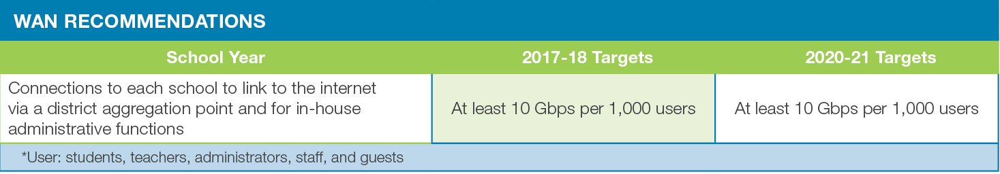 WAN RECOMMENDATIONS
School Year 2017-18 Targets 2020-21 Targets
Connections to each school to link to the internet
via a district aggregation point and for in-house
administrative functions
At least 10 Gbps per 1,000 users At least 10 Gbps per 1,000 users
*User: students, teachers, administrators, staff, and guests